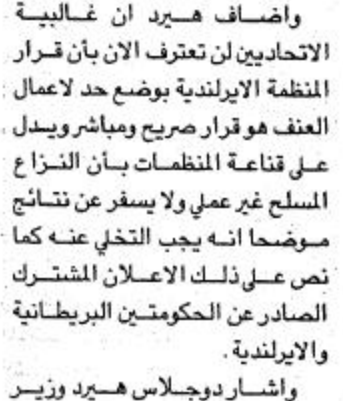 واضاف هيرد ان غالبية
الاتحاديين لن تعترف الان بأن قرار
المنظمة الايرلندية بوضع حد لاعمال
العنف هو قرار صريح ومباشر ويدل
على قناعة المنظمات بأن النزاع
المسلح غير عملي ولا يسفر عن نتائج
موضحا انه يجب التخلي عنه كما
نص على ذلك الاعلان المشترك
الصادر عن الحكومتين البريطانية
والايرلندية .
واشار دوجلاس هيرد وزير